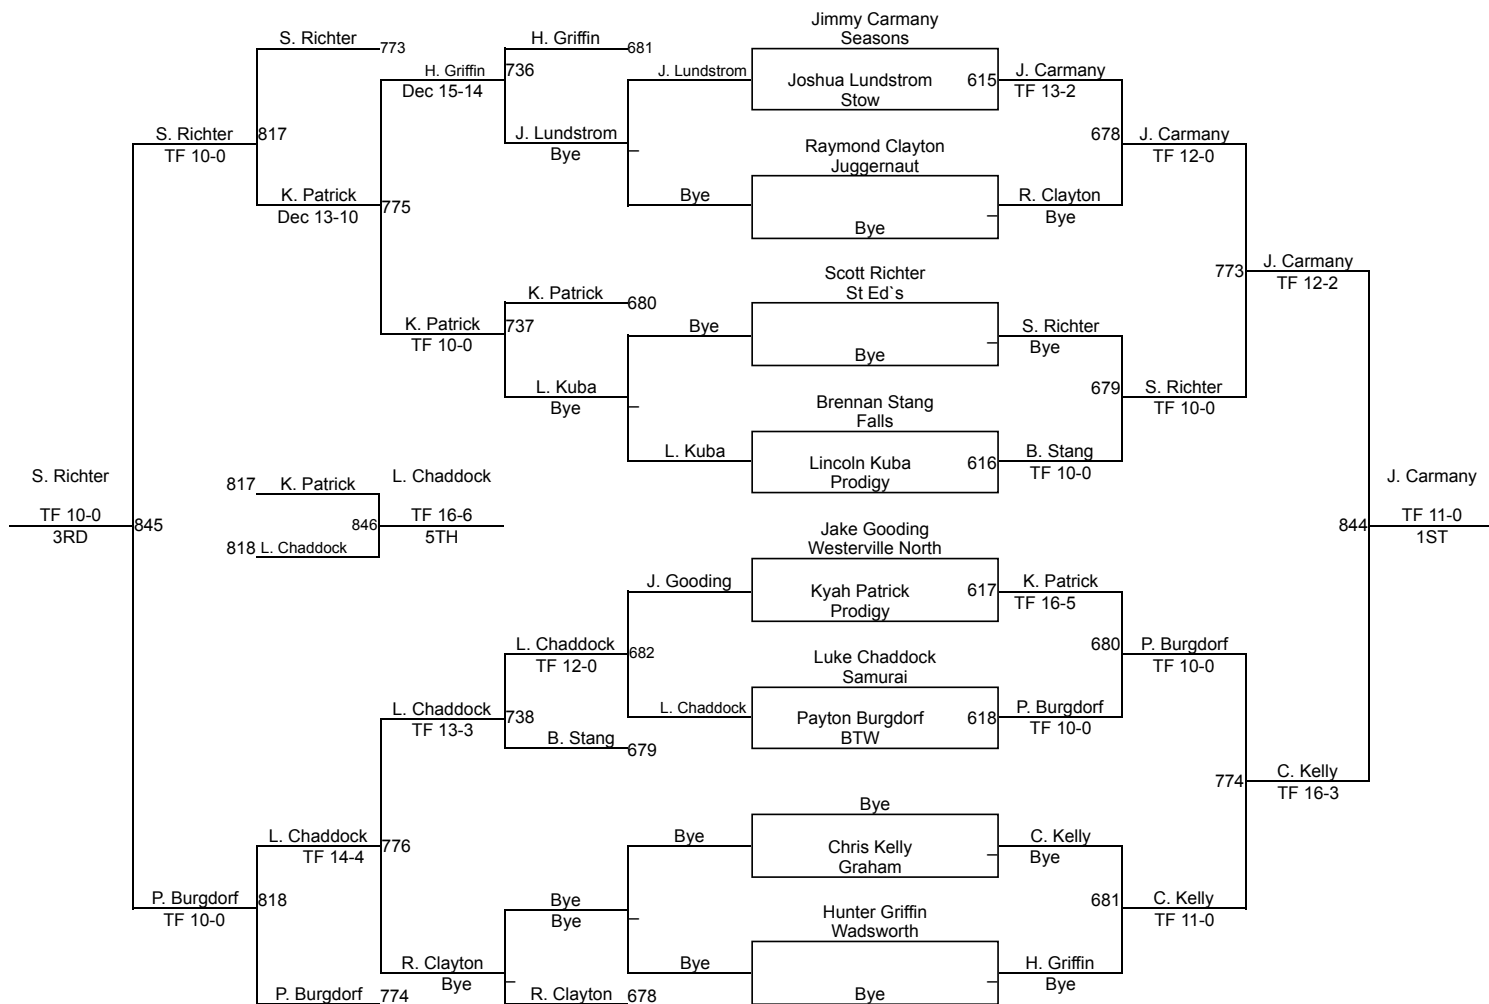 Jimmy Carmany
Seasons
S. Richter
773
H. Griffin
681
H. Griffin
736
Dec 15-14
J. Lundstrom
Joshua Lundstrom
Stow
615
J. Carmany
TF 13-2
S. Richter
TF 10-0
817
J. Lundstrom
Bye
678
J. Carmany
TF 12-0
Raymond Clayton
Juggernaut
K. Patrick
Dec 13-10
775
Bye
Bye
R. Clayton
Bye
Scott Richter
St Ed`s
773
J. Carmany
TF 12-2
K. Patrick
680
K. Patrick
TF 10-0
737
Bye
Bye
S. Richter
Bye
L. Kuba
Bye
679
S. Richter
TF 10-0
Brennan Stang
Falls
L. Kuba
Lincoln Kuba
Prodigy
616
B. Stang
TF 10-0
S. Richter
TF 10-0
3RD
845
817
K. Patrick
818
L. Chaddock
846
L. Chaddock
TF 16-6
5TH
844
J. Carmany
TF 11-0
1ST
Jake Gooding
Westerville North
J. Gooding
Kyah Patrick
Prodigy
617
K. Patrick
TF 16-5
L. Chaddock
TF 12-0
682
680
P. Burgdorf
TF 10-0
Luke Chaddock
Samurai
L. Chaddock
TF 13-3
738
L. Chaddock
Payton Burgdorf
BTW
618
P. Burgdorf
TF 10-0
B. Stang
679
774
C. Kelly
TF 16-3
Bye
L. Chaddock
TF 14-4
776
Bye
Chris Kelly
Graham
C. Kelly
Bye
P. Burgdorf
TF 10-0
818
Bye
Bye
681
C. Kelly
TF 11-0
Hunter Griffin
Wadsworth
R. Clayton
Bye
Bye
Bye
H. Griffin
Bye
P. Burgdorf
774
R. Clayton
678